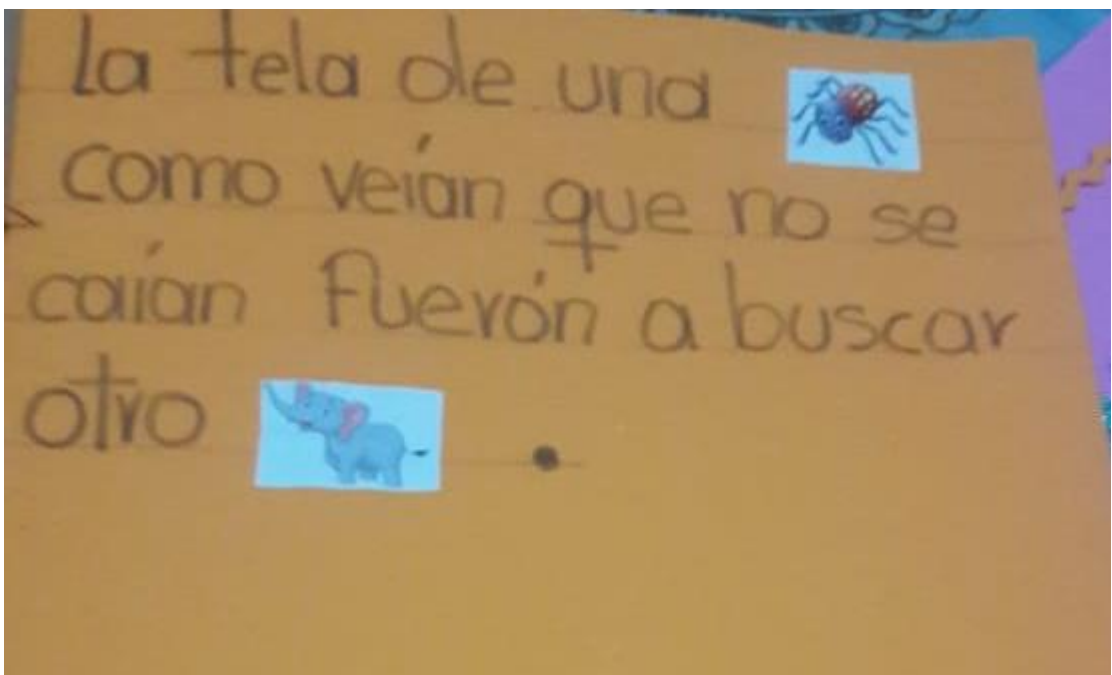 La tela de una
como veían que no se
caían Fuerón a buscar
otro .